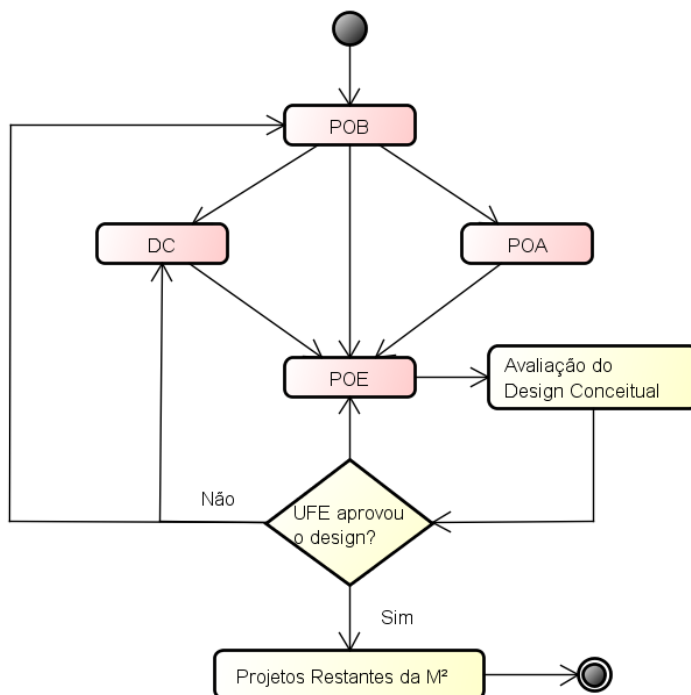 POB
DC
POA
POE
Avaliação do
Design Conceitual
Não
UFE aprovou
o design?
Sim
Projetos Restantes da M²